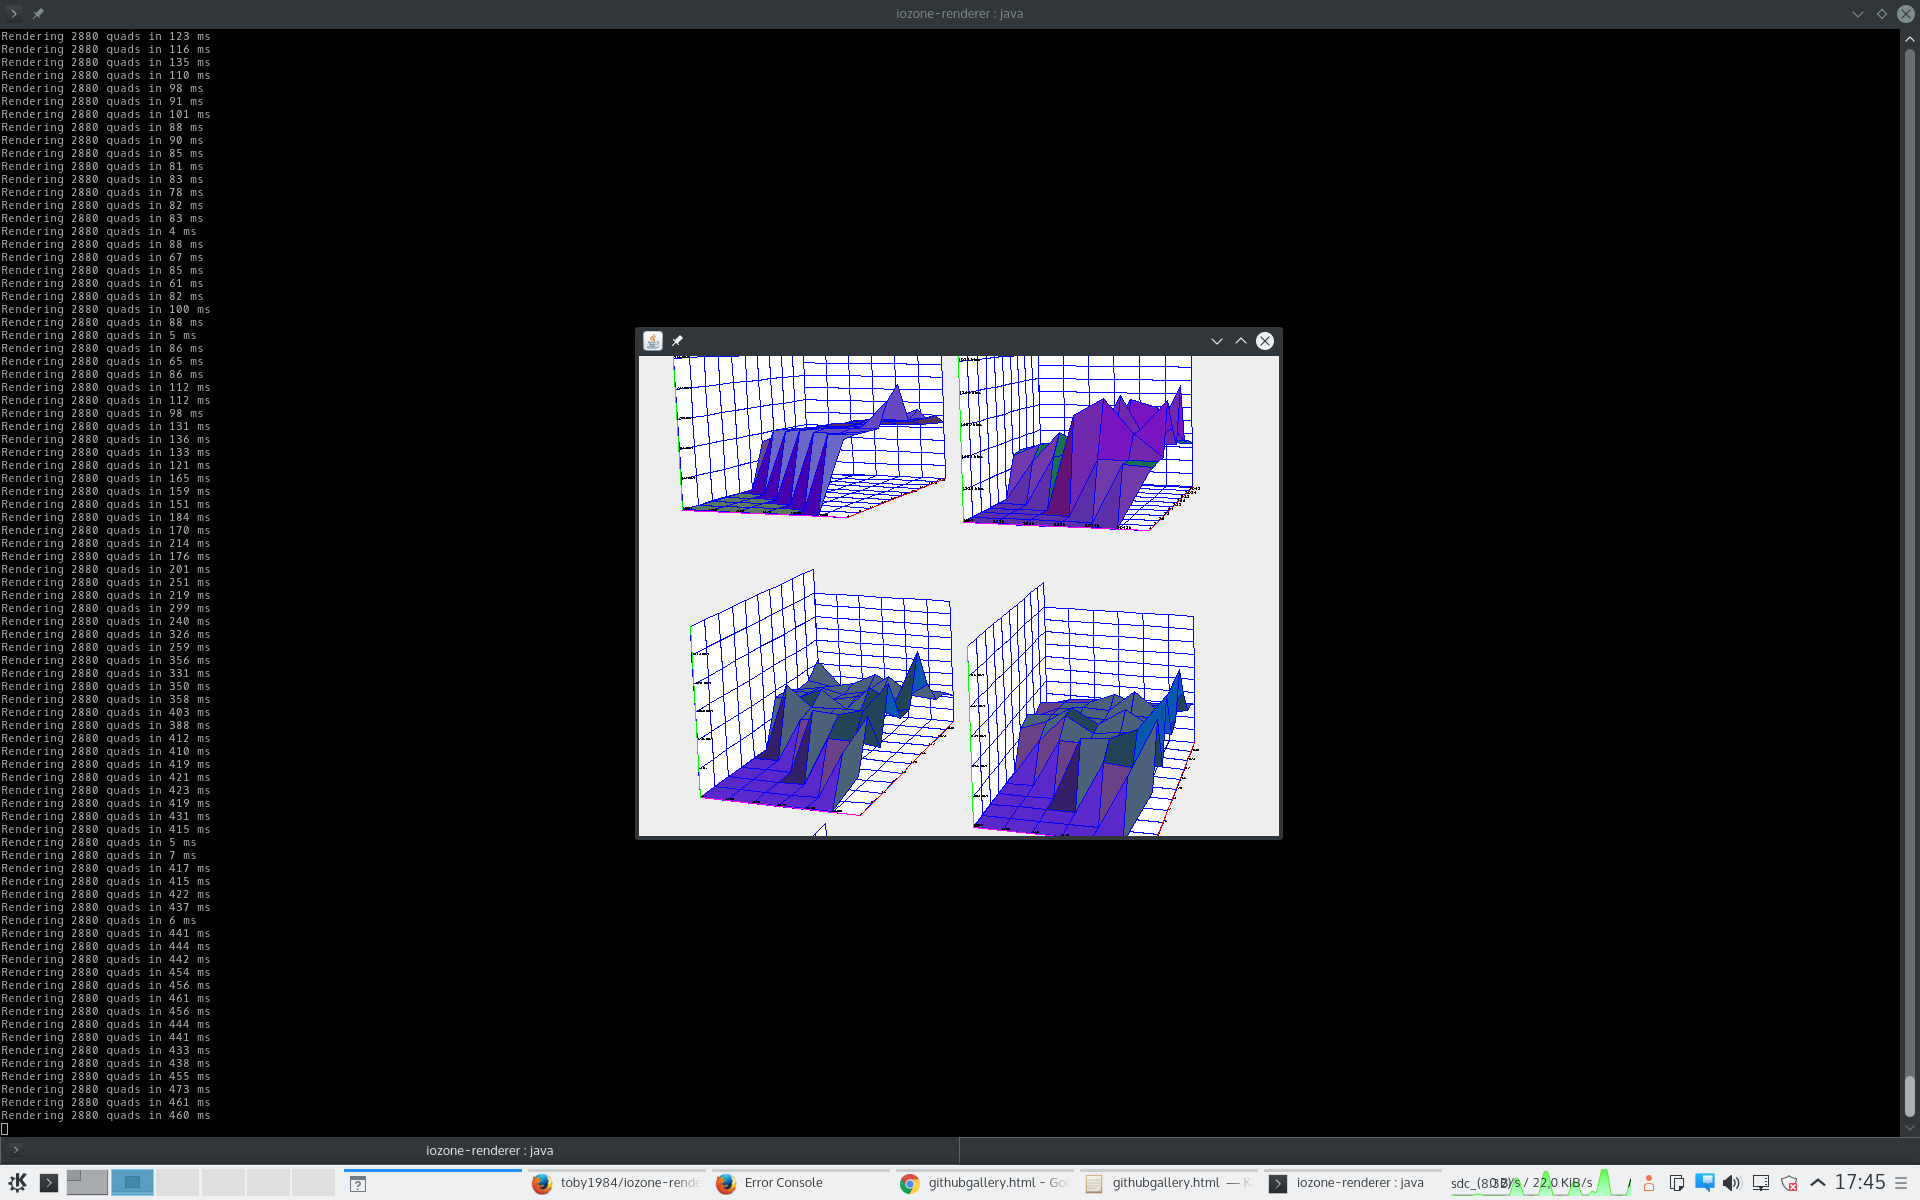 iozone-renderer : java
Rendering 2880 quads in 123 ms
Rendering 2880 quads in 116 ms
Rendering 2880 quads in 135 ms
Rendering 2880 quads in 110 ms
Rendering 2880 quads in 98 ms
Rendering 2880 quads in 91 ms
Rendering 2880 quads in 101 ms
Rendering 2880 quads in 88 ms
Rendering 2880 quads in 90 ms
Rendering 2880 quads in 85 ms
Rendering 2880 quads in 81 ms
Rendering 2880 quads in 83 ms
Rendering 2880 quads in 78 ms
Rendering 2880 quads in 82 ms
Rendering 2880 quads in 83 ms
Rendering 2880 quads in 4 ms
Rendering 2880 quads in 88 ms
Rendering 2880 quads in 67 ms
Rendering 2880 quads in 85 ms
Rendering 2880 quads in 61 ms
Rendering 2880 quads in 82 ms
Rendering 2880 quads in 100 ms
Rendering 2880 quads in 88 ms
Rendering 2880 quads in 5 ms
Rendering 2880 quads in 86 ms
Rendering 2880 quads in 65 ms
Rendering 2880 quads in 86 ms
Rendering 2880 quads in 112 ms
Rendering 2880 quads in 112 ms
Rendering 2880 quads in 98 ms
Rendering 2880 quads in 131 ms
Rendering 2880 quads in 136 ms
Rendering 2880 quads in 133 ms
Rendering 2880 quads in 121 ms
Rendering 2880 quads in 165 ms
Rendering 2880 quads in 159 ms
Rendering 2880 quads in 151 ms
Rendering 2880 quads in 184 ms
Rendering 2880 quads in 170 ms
Rendering 2880 quads in 214 ms
Rendering 2880 quads in 176 ms
Rendering 2880 quads in 201 ms
Rendering 2880 quads in 251 ms
Rendering 2880 quads in 219 ms
Rendering 2880 quads in 299 ms
Rendering 2880 quads in 240 ms
Rendering 2880 quads in 326 ms
Rendering 2880 quads in 259 ms
Rendering 2880 quads in 356 ms
Rendering 2880 quads in 331 ms
Rendering 2880 quads in 350 ms
Rendering 2880 quads in 358 ms
Rendering 2880 quads in 403 ms
Rendering 2880 quads in 388 ms
Rendering 2880 quads in 412 ms
Rendering 2880 quads in 410 ms
Rendering 2880 quads in 419 ms
Rendering 2880 quads in 421 ms
Rendering 2880 quads in 423 ms
Rendering 2880 quads in 419 ms
Rendering 2880 quads in 431 ms
Rendering 2880 quads in 415 ms
Rendering 2880 quads in 5 ms
Rendering 2880 quads in 7 ms
Rendering 2880 quads in 417 ms
Rendering 2880 quads in 415 ms
Rendering 2880 quads in 422 ms
Rendering 2880 quads in 437 ms
Rendering 2880 quads in 6 ms
Rendering 2880 quads in 441 ms
Rendering 2880 quads in 444 ms
Rendering 2880 quads in 442 ms
Rendering 2880 quads in 454 ms
Rendering 2880 quads in 456 ms
Rendering 2880 quads in 461 ms
Rendering 2880 quads in 456 ms
Rendering 2880 quads in 444 ms
Rendering 2880 quads in 441 ms
Rendering 2880 quads in 433 ms
Rendering 2880 quads in 438 ms
Rendering 2880 quads in 455 ms
Rendering 2880 quads in 473 ms
Rendering 2880 quads in 461 ms
Rendering 2880 quads in 460 ms
iozone-renderer : java
toby1984/iozone-rende
Error Console
githubgallery.html - Go
githubgallery.html — K
iozone-renderer : java
/ 22,0 KiB/s
17:45